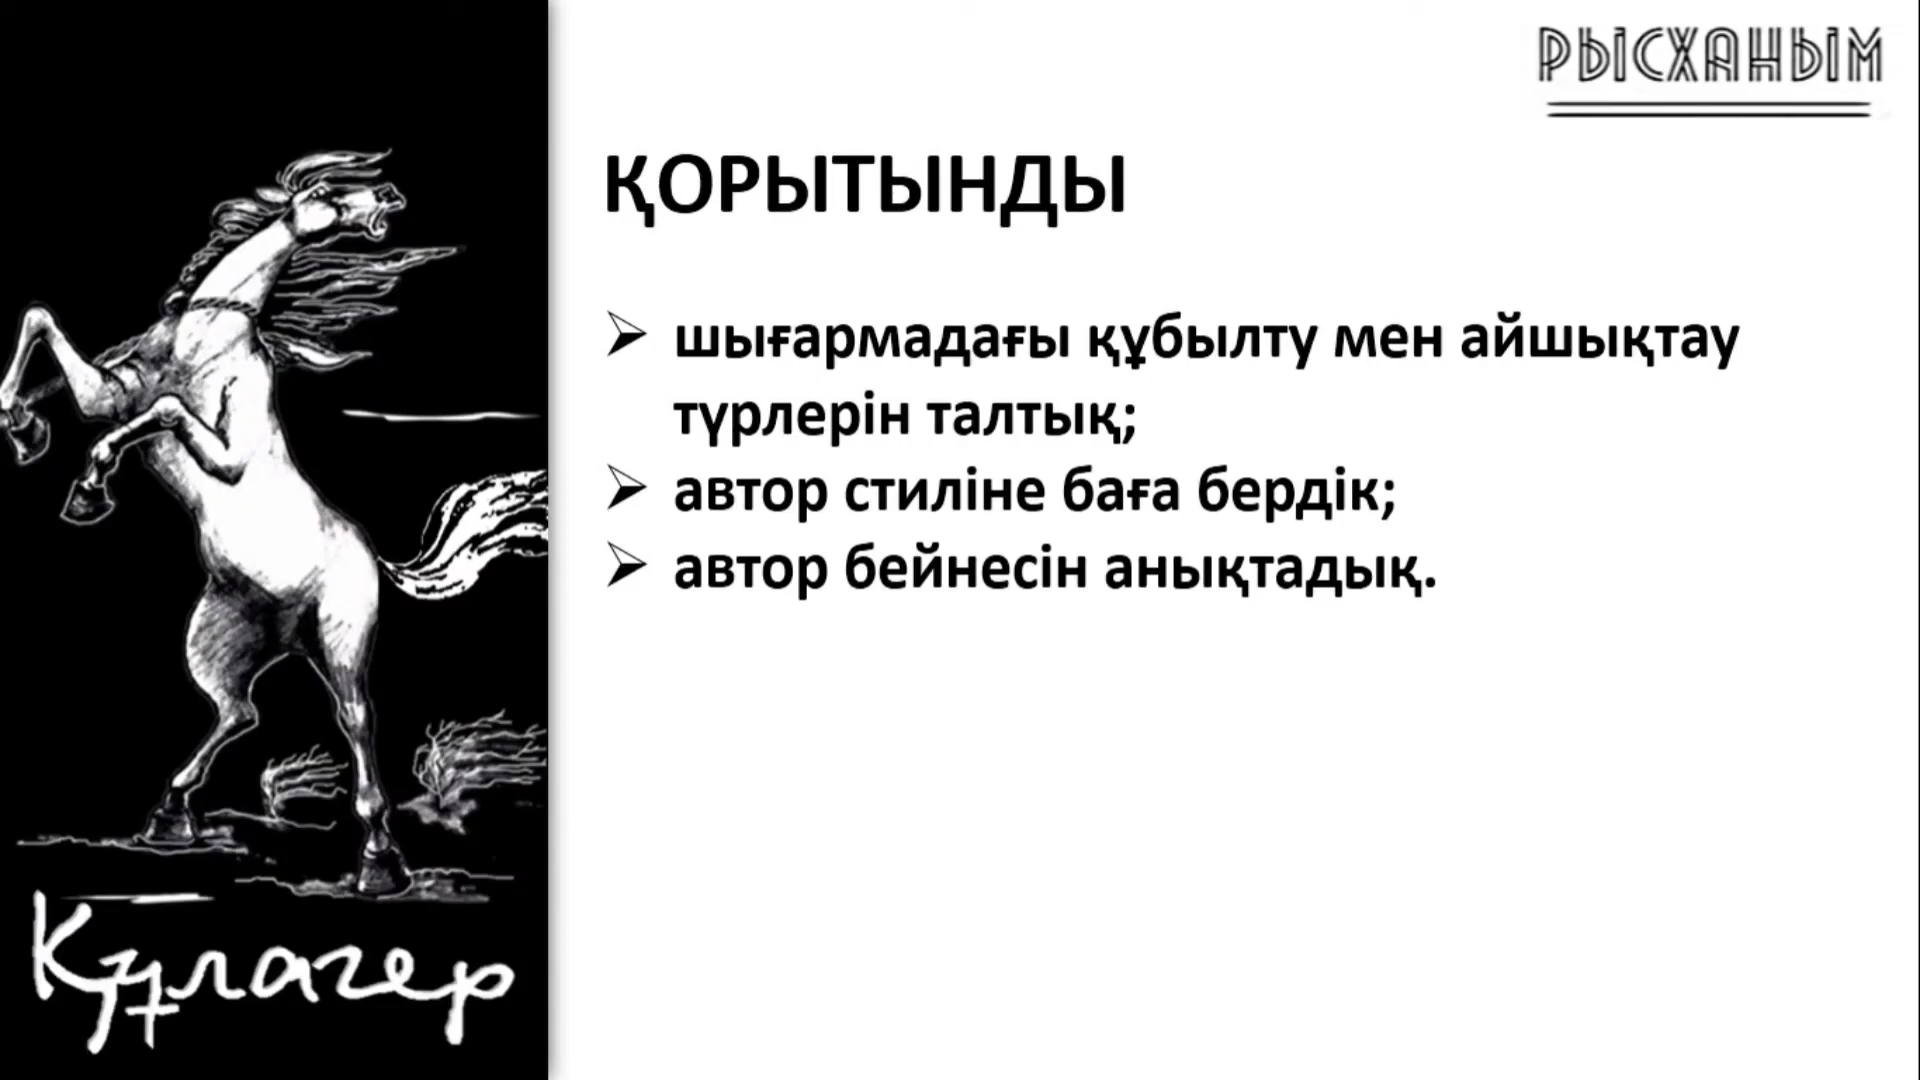 РЫСХАНЫМ
ҚОРЫТЫНДЫ
➢ шығармадағы құбылту мен айшықтау
түрлерін талтық;
➢ автор стиліне баға бердік;
➢ автор бейнесін анықтадық.
Құлагер